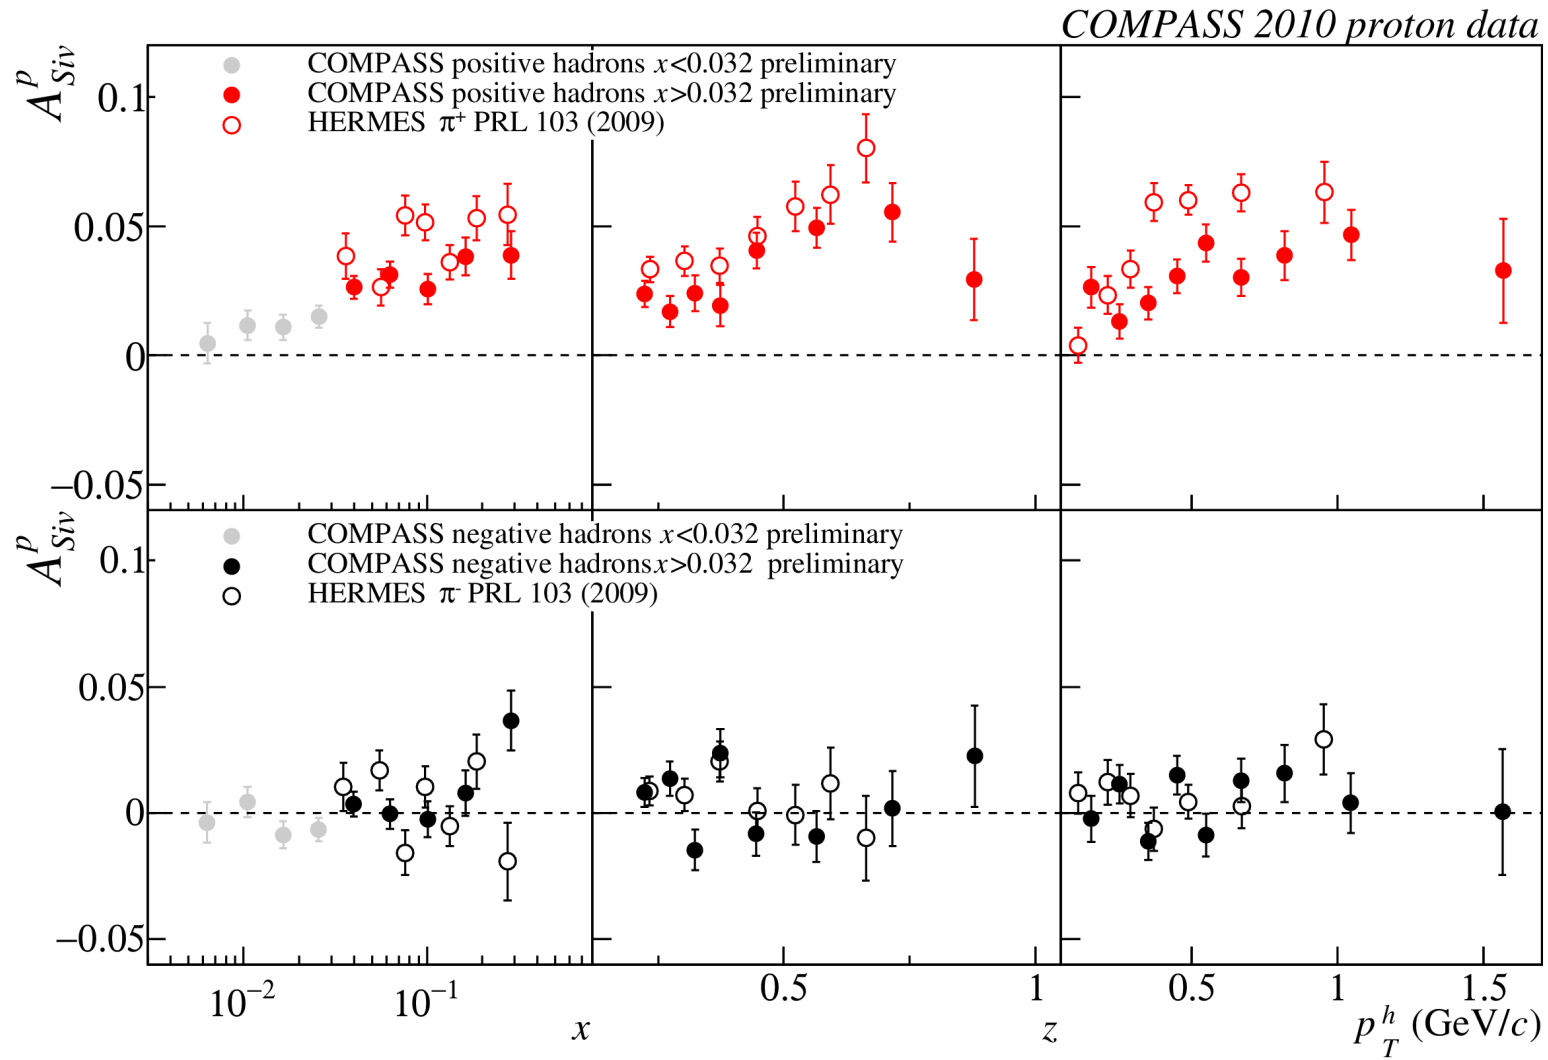 COMPASS 2010 proton data
A^p_Siv
COMPASS positive hadrons x<0.032 preliminary
COMPASS positive hadrons x>0.032 preliminary
HERMES π+ PRL 103 (2009)
0.1
0.05
0
−0.05
A^p_Siv
COMPASS negative hadrons x<0.032 preliminary
COMPASS negative hadrons x>0.032 preliminary
HERMES π- PRL 103 (2009)
0.1
0.05
0
−0.05
10−2 10−1 0.5 1 0.5 1 1.5
x z p_T^h (GeV/c)